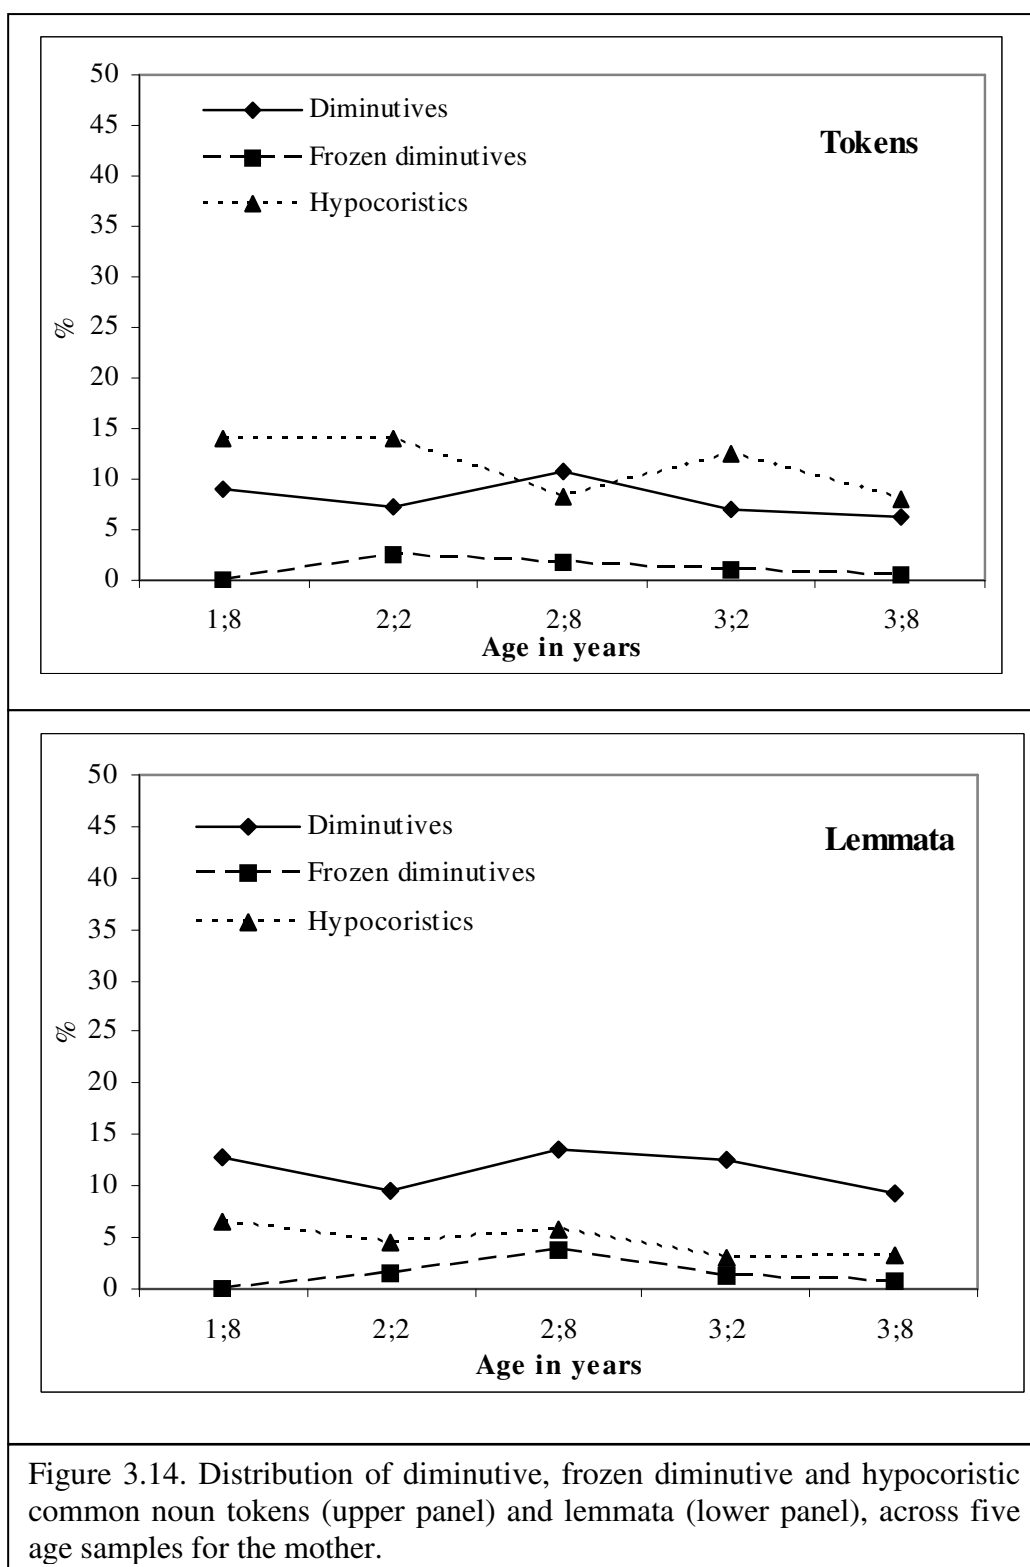 50
45
40
35
30
25
20
15
10
5
0
%
Diminutives
Frozen diminutives
Hypocoristics
Tokens
1;8 2;2 2;8 3;2 3;8
Age in years
50
45
40
35
30
25
20
15
10
5
0
%
Diminutives
Frozen diminutives
Hypocoristics
Lemmata
1;8 2;2 2;8 3;2 3;8
Age in years
Figure 3.14. Distribution of diminutive, frozen diminutive and hypocoristic
common noun tokens (upper panel) and lemmata (lower panel), across five
age samples for the mother.